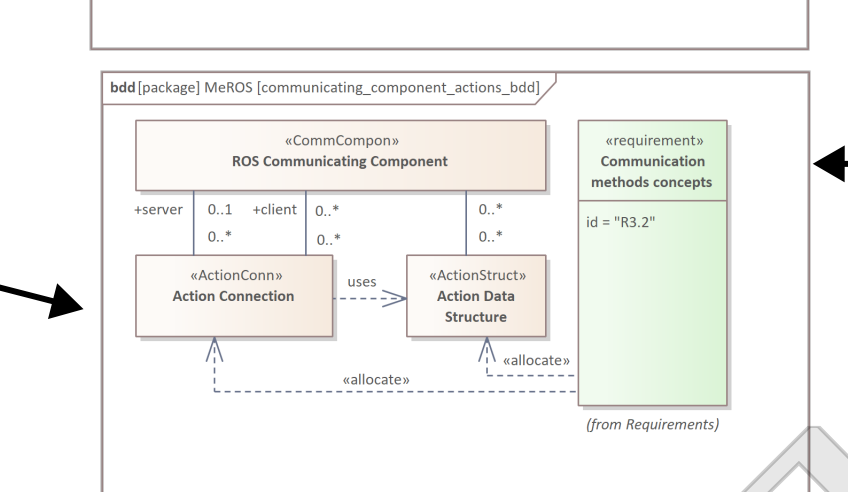 bdd [package] MeROS [communicating_component_actions_bdd]
«CommCompon»
ROS Communicating Component
«requirement»
Communication
methods concepts
id = "R3.2"
+server 0..1 +client 0..* 0..*
0..* 0..* 0..*
«ActionConn»
Action Connection
uses
«ActionStruct»
Action Data
Structure
«allocate»
«allocate»
(from Requirements)